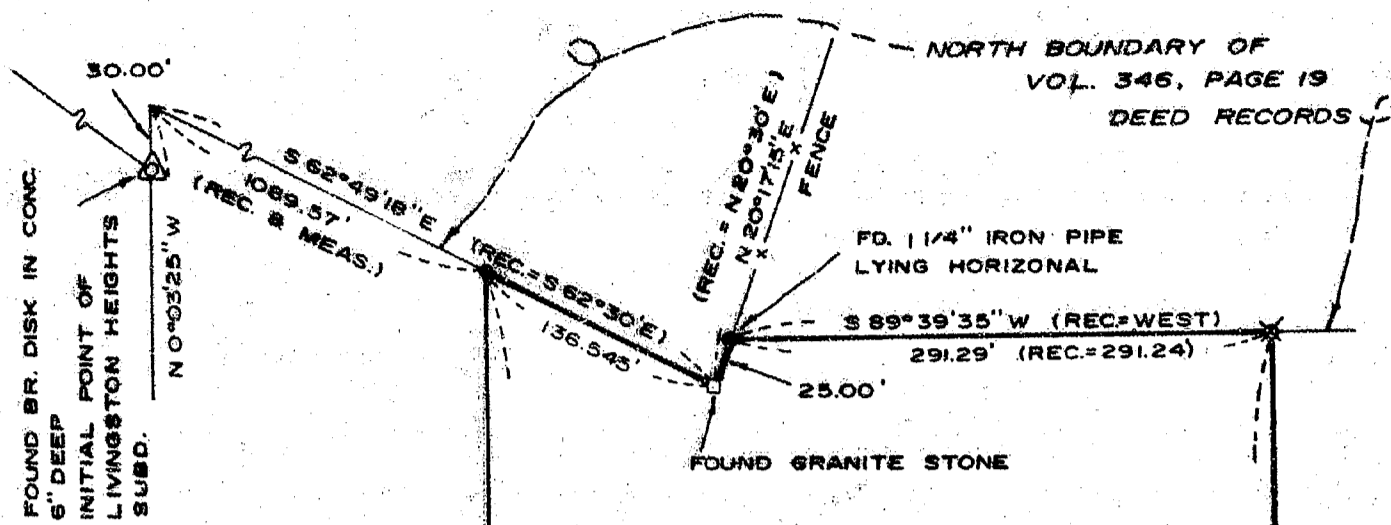 NORTH BOUNDARY OF
VOL. 346, PAGE 19
DEED RECORDS
30.00'
S 62°49'18" E
1089.57'
(REC. & MEAS.)
(REC. = N 20°30' E)
N 20°17'15" E
FENCE
FOUND BR. DISK IN CONC.
6" DEEP
INITIAL POINT OF
LIVINGSTON HEIGHTS
SUBD.
N 0°03'25" W
(REC. = S 62°30' E)
136.545'
FD. 1 1/4" IRON PIPE
LYING HORIZONAL
S 89°39'35" W (REC.=WEST)
291.29' (REC.=291.24)
25.00'
FOUND GRANITE STONE